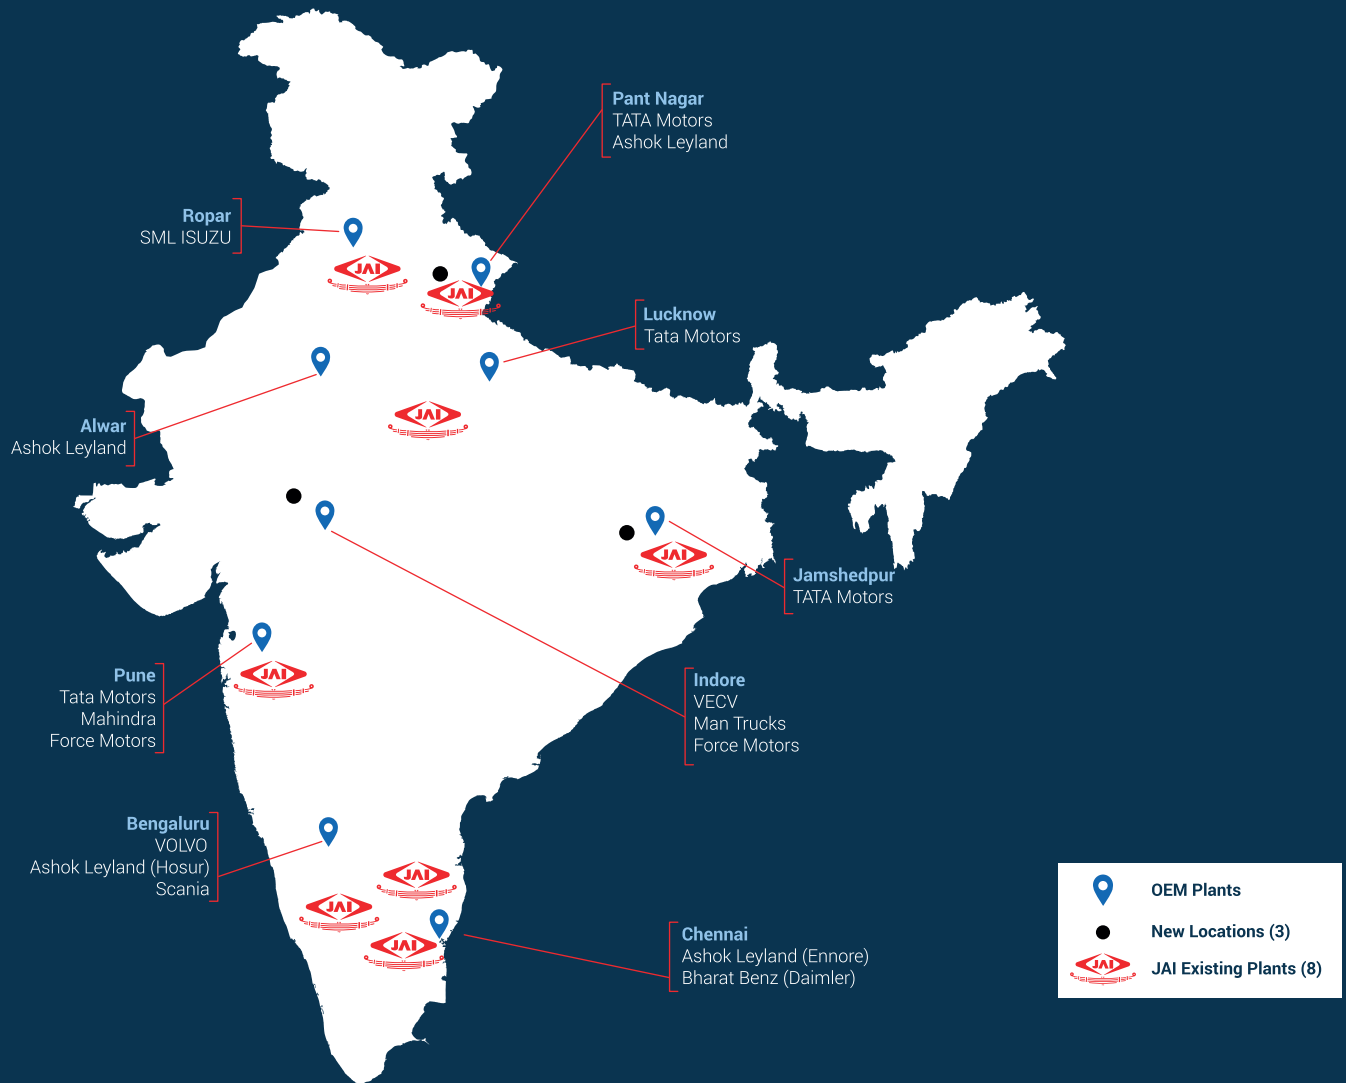 Pant Nagar
TATA Motors
Ashok Leyland
Ropar
SML ISUZU
JAI
JAI
Lucknow
Tata Motors
JAI
Alwar
Ashok Leyland
JAI
Jamshedpur
TATA Motors
JAI
Pune
Tata Motors
Mahindra
Force Motors
Indore
VECV
Man Trucks
Force Motors
Bengaluru
VOLVO
Ashok Leyland (Hosur)
Scania
JAI
JAI
JAI
Chennai
Ashok Leyland (Ennore)
Bharat Benz (Daimler)
OEM Plants
New Locations (3)
JAI
JAI Existing Plants (8)